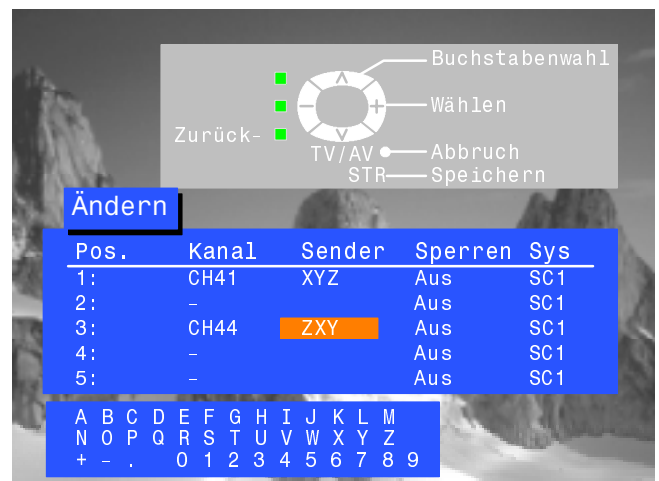 Buchstabenwahl
Wählen
Zurück-
TV/AV Abbruch
STR Speichern
Ändern
Pos. Kanal Sender Sperren Sys
1: CH41 XYZ Aus SC1
2: - Aus SC1
3: CH44 ZXY Aus SC1
4: - Aus SC1
5: - Aus SC1
A B C D E F G H I J K L M
N O P Q R S T U V W X Y Z
+ - . 0 1 2 3 4 5 6 7 8 9